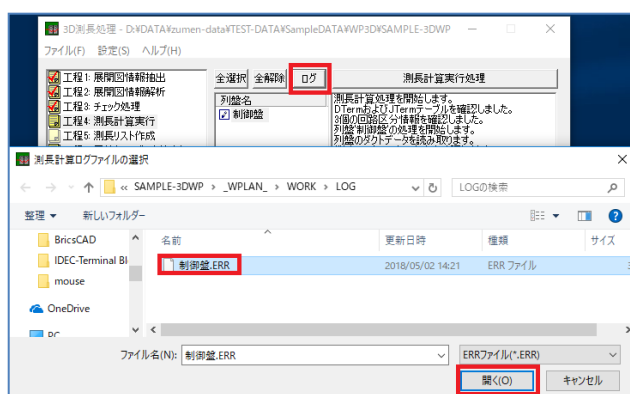 3D測長処理 - D:¥DATA¥zumen-data¥TEST-DATA¥SampleDATA¥WP3D¥SAMPLE-3DWP
ファイル(F) 設定(S) ヘルプ(H)
工程1: 展開図情報抽出
工程2: 展開図情報解析
工程3: チェック処理
工程4: 測長計算実行
工程5: 測長リスト作成
全選択 全解除 ログ
列盤名
制御盤
測長計算実行処理
測長計算処理を開始します。
DTermおよびJTermテーブルを確認しました。
3個の回路区分情報を確認しました。
列盤'制御盤'の処理を開始します。
列盤のダクトデータを読み取ります。
測長計算ログファイルの選択
« SAMPLE-3DWP › _WPLAN_ › WORK › LOG
LOGの検索
整理 新しいフォルダー
名前 更新日時 種類 サイズ
BricsCAD
IDEC-Terminal Bl
mouse
OneDrive
PC
制御盤.ERR 2018/05/02 14:21 ERR ファイル
ファイル名(N): 制御盤.ERR
ERRファイル(*.ERR)
開く(O) キャンセル